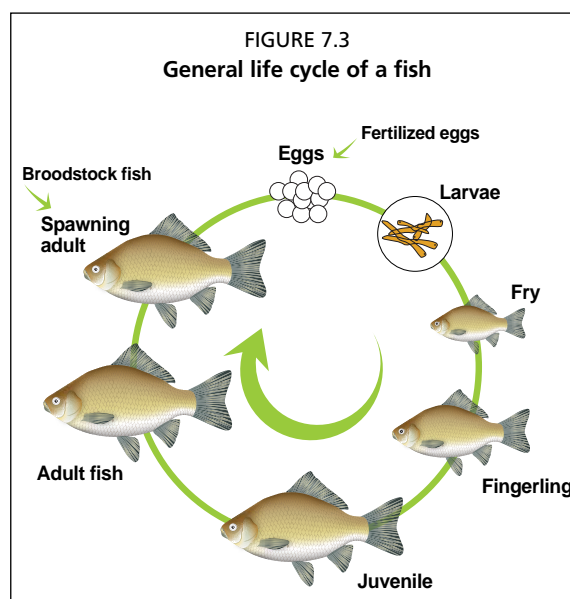 FIGURE 7.3
General life cycle of a fish
Fertilized eggs
Eggs
Broodstock fish
Larvae
Spawning
adult
Fry
Adult fish
Fingerling
Juvenile